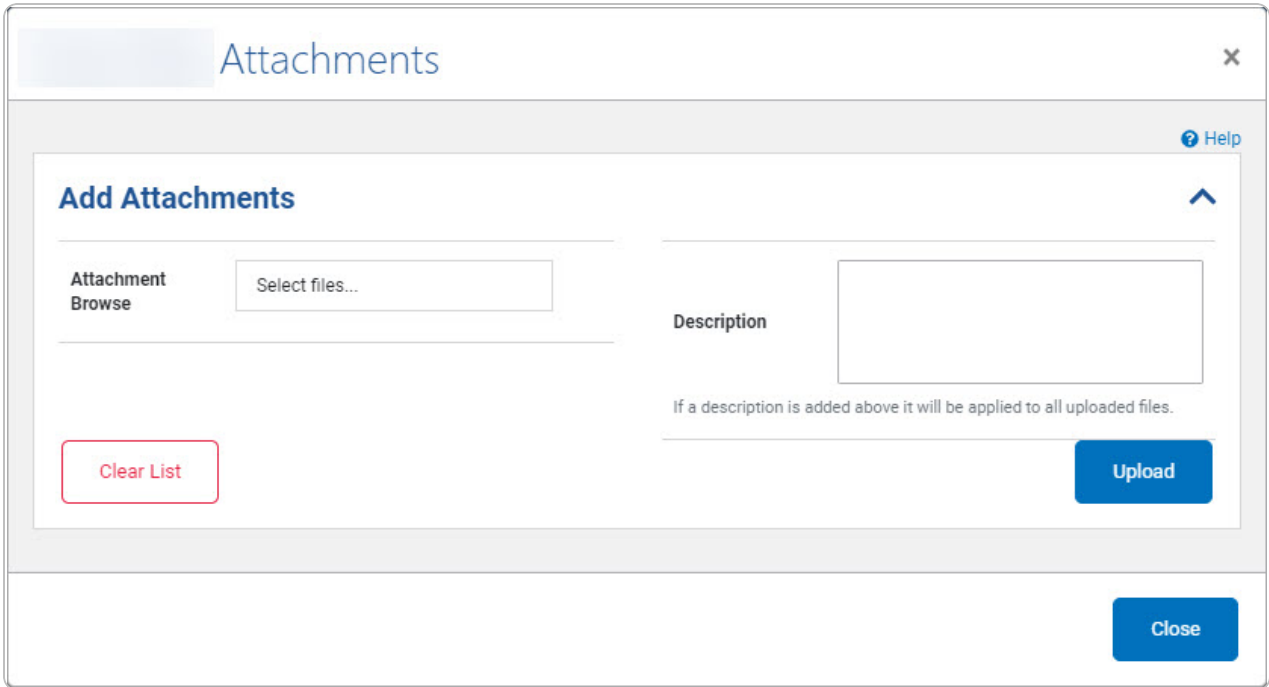 Attachments
Help
Add Attachments
Attachment
Browse
Select files...
Description
If a description is added above it will be applied to all uploaded files.
Clear List
Upload
Close